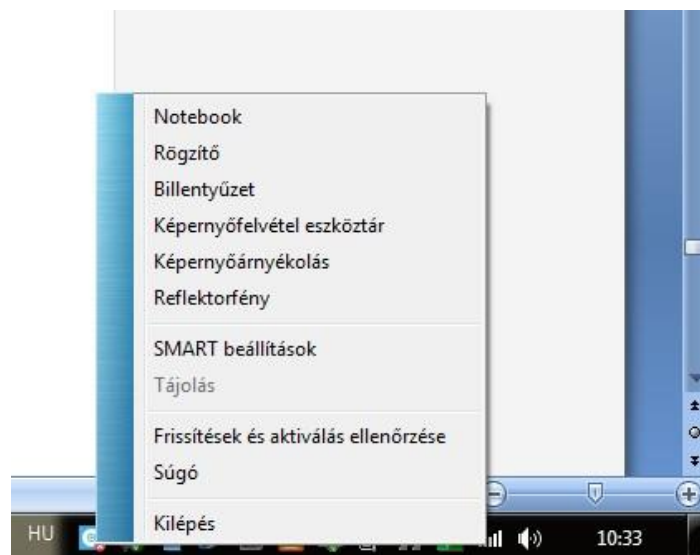 Notebook
Rögzítő
Billentyűzet
Képernyőfelvétel eszköztár
Képernyőárnyékolás
Reflektorfény
SMART beállítások
Tájolás
Frissítések és aktiválás ellenőrzése
Súgó
Kilépés
HU 10:33